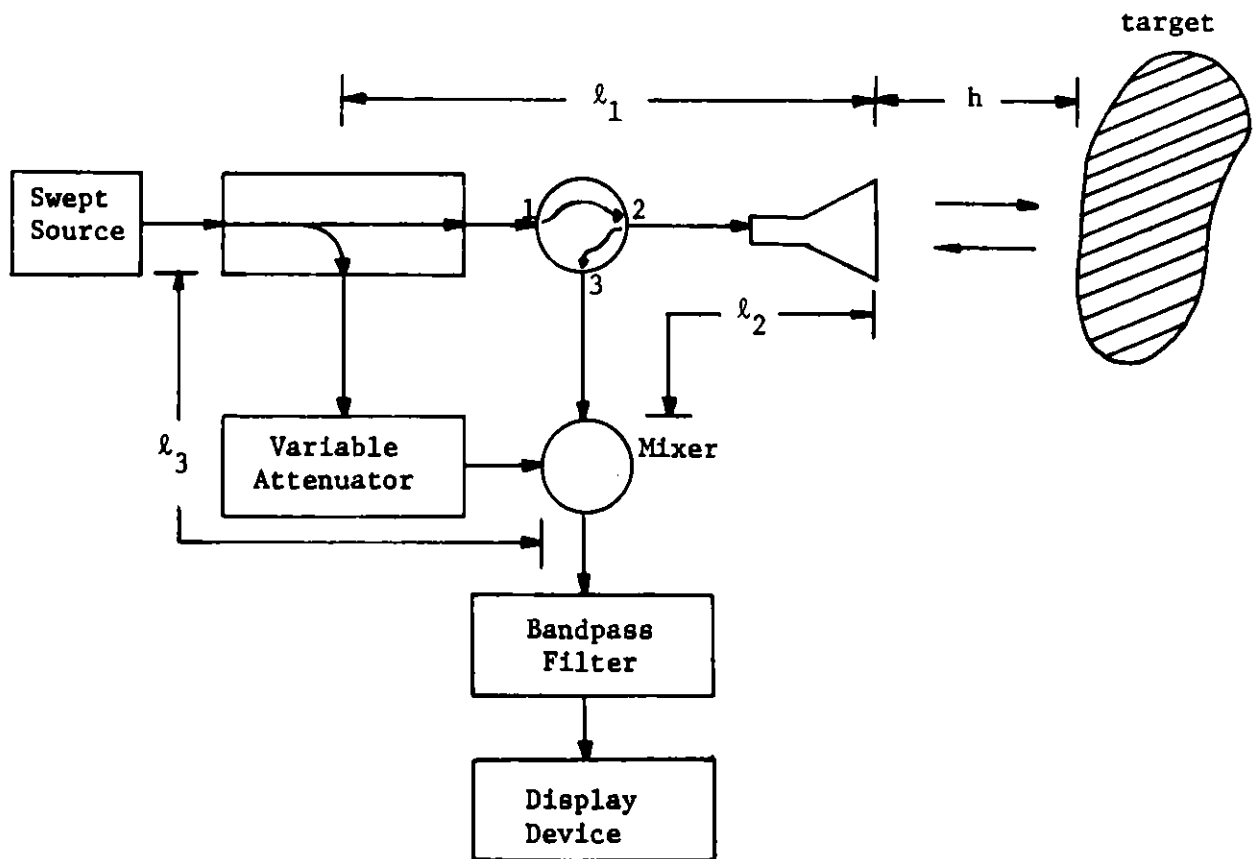 target
ℓ1
h
Swept
Source
1
2
3
ℓ2
ℓ3
Variable
Attenuator
Mixer
Bandpass
Filter
Display
Device